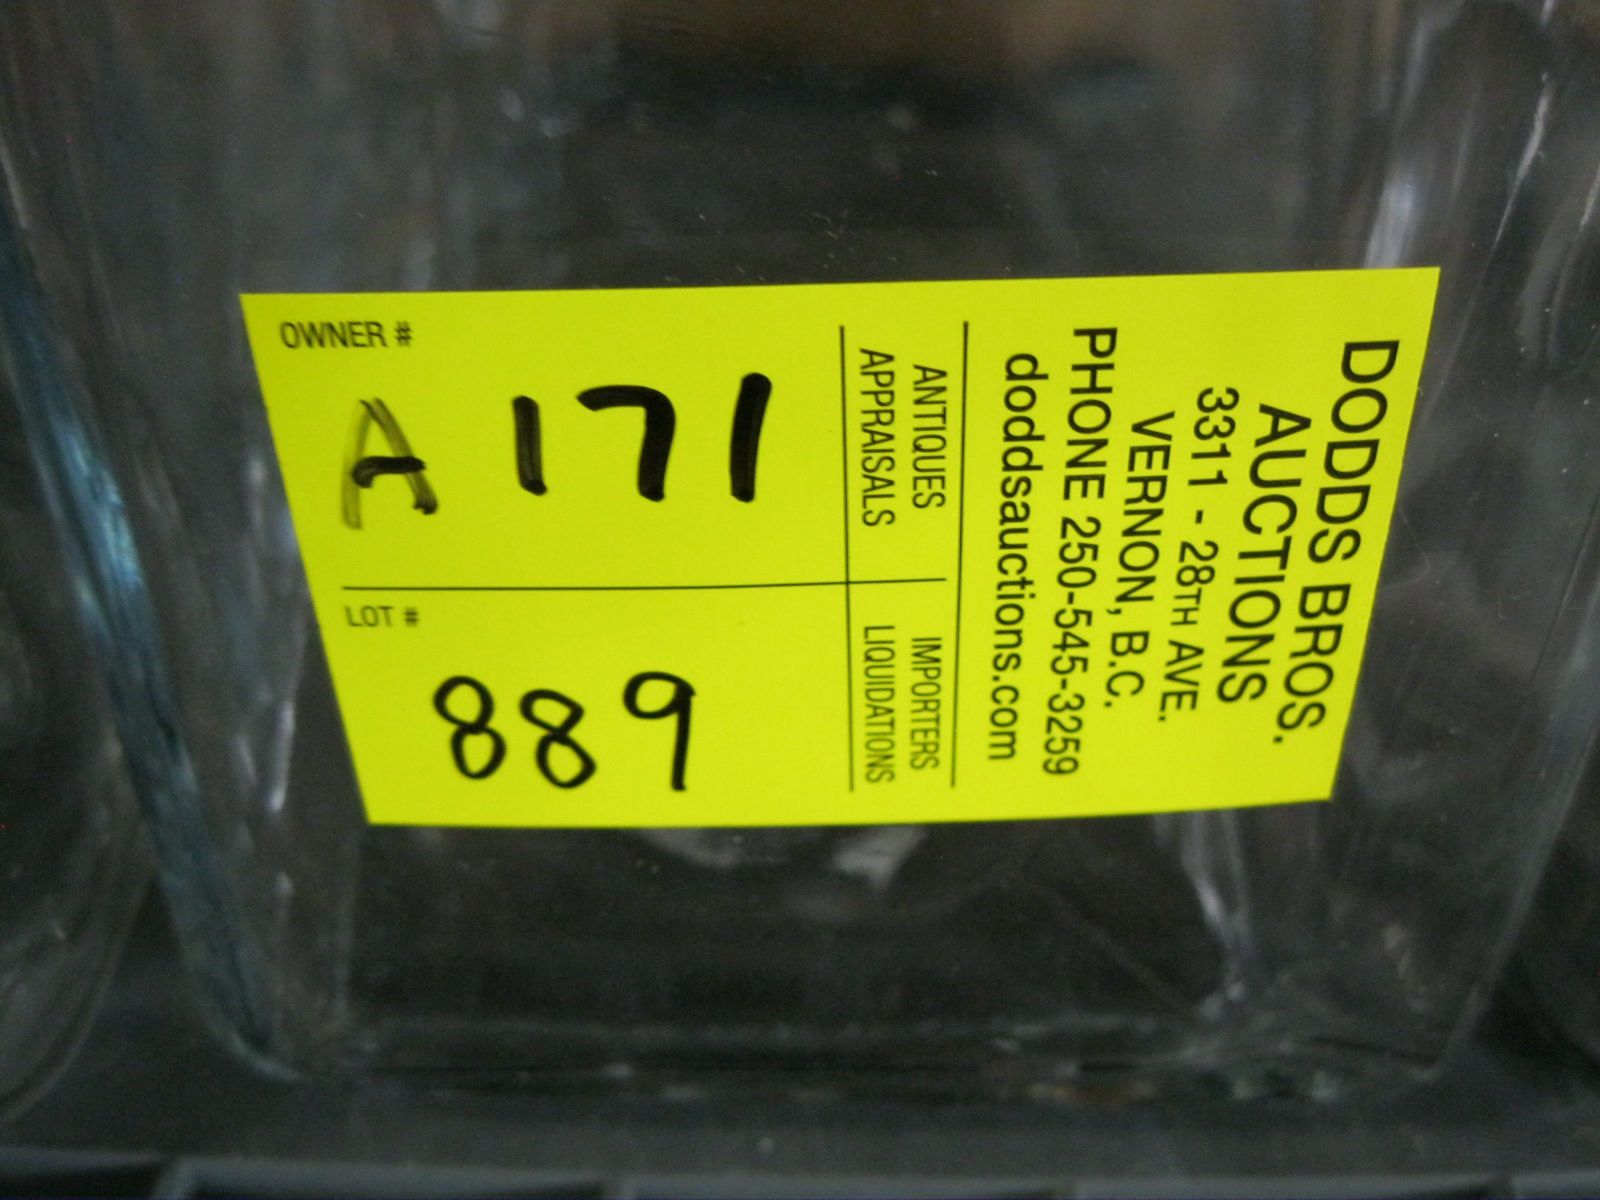 OWNER #
A 171
LOT #
889
ANTIQUES
APPRAISALS
IMPORTERS
LIQUIDATIONS
DODDS BROS.
AUCTIONS
3311 - 28TH AVE.
VERNON, B.C.
PHONE 250-545-3259
doddsauctions.com